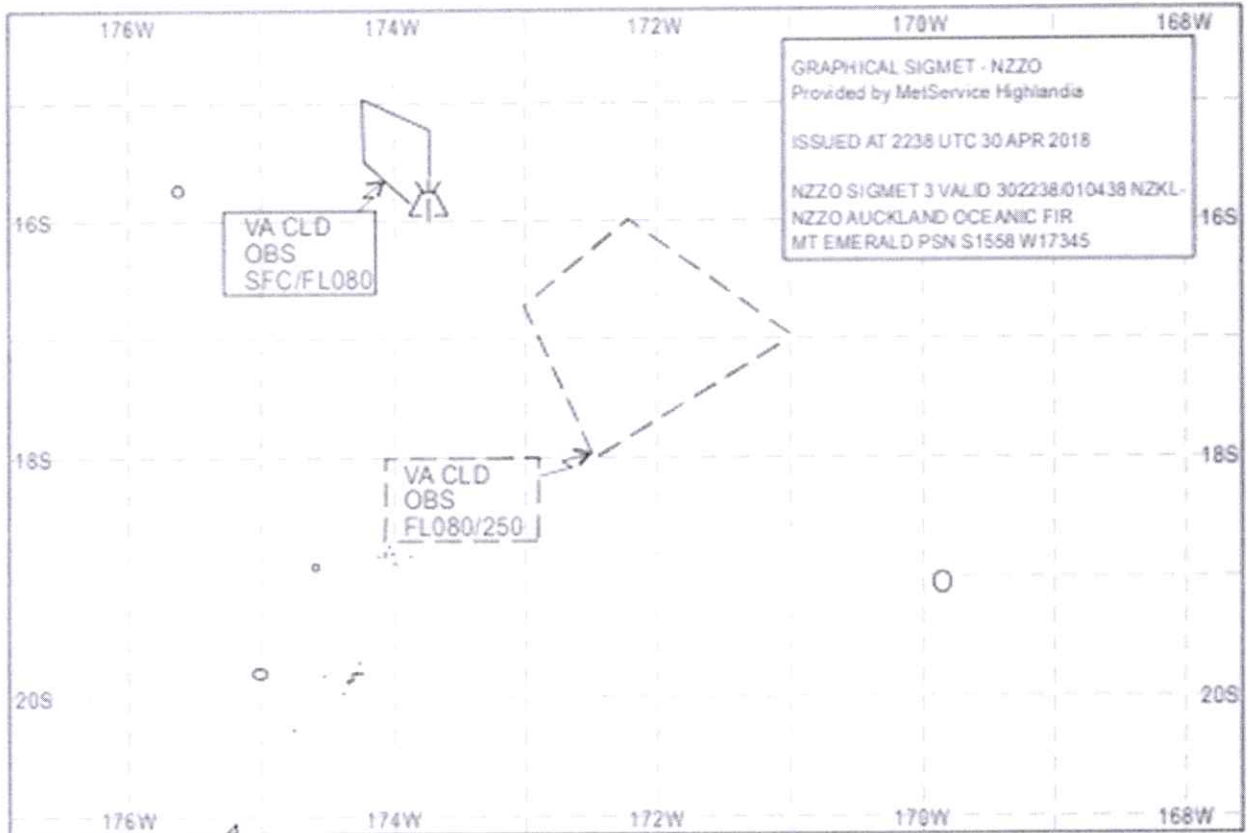 176W 174W 172W 170W 168W
GRAPHICAL SIGMET - NZZO
Provided by MetService Highlandia
ISSUED AT 2238 UTC 30 APR 2018
NZZO SIGMET 3 VALID 302238/010438 NZKL-
NZZO AUCKLAND OCEANIC FIR
MT EMERALD PSN S1558 W17345
16S 16S
VA CLD
OBS
SFC/FL080
18S 18S
VA CLD
OBS
FL080/250
20S 20S
176W 174W 172W 170W 168W